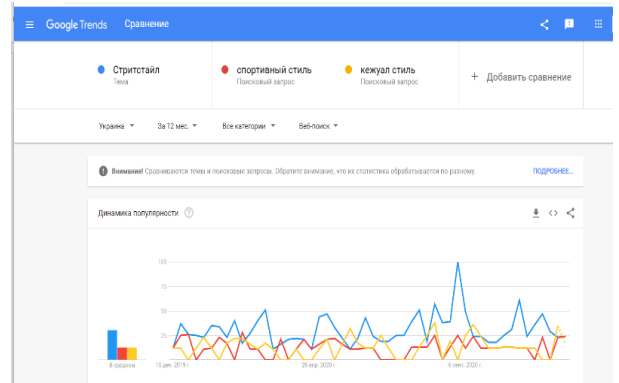 Google Trends Сравнение
Стритстайл
Тема
спортивный стиль
Поисковый запрос
кежуал стиль
Поисковый запрос
+ Добавить сравнение
Украина За 12 мес. Все категории Веб-поиск
Внимание! Сравниваются темы и поисковые запросы. Обратите внимание, что их статистика обрабатывается по разному. ПОДРОБНЕЕ...
Динамика популярности
100
75
50
25
В среднем
15 дек. 2019 г. 26 апр. 2020 г. 6 сент. 2020 г.